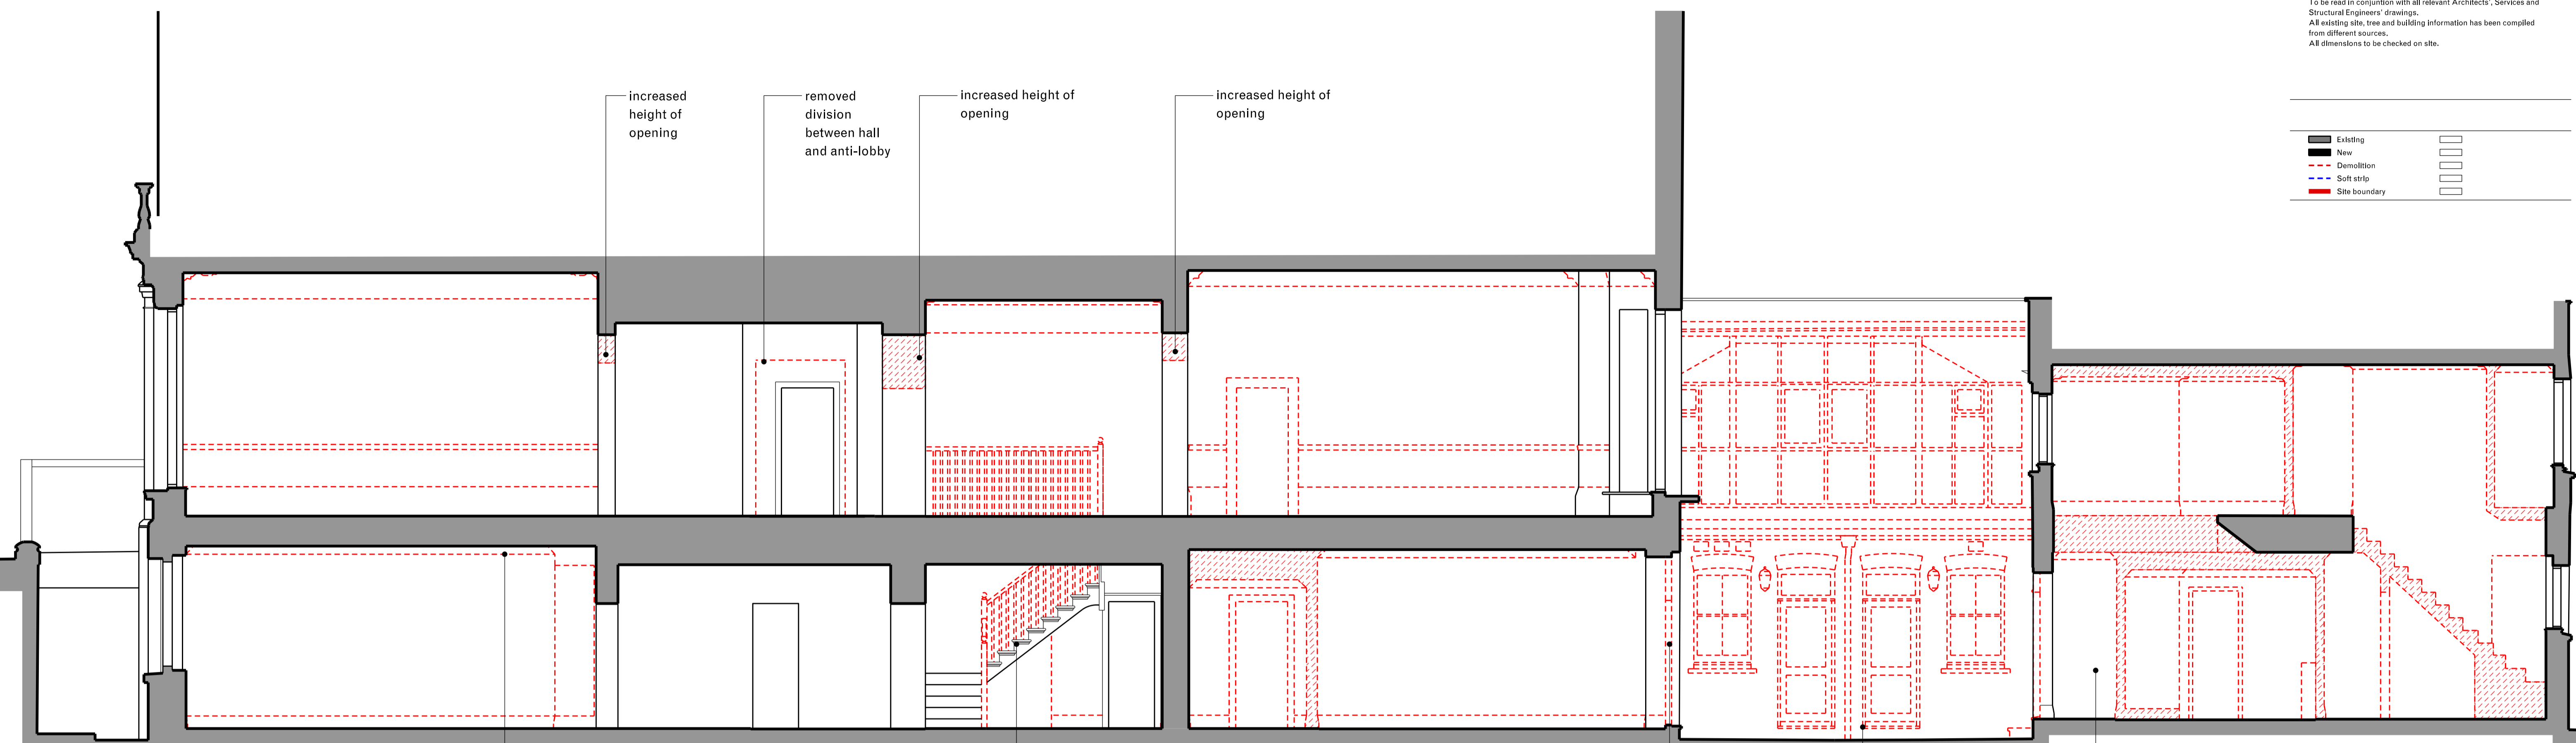 To be read in conjuntion with all relevant Architects', Services and
Structural Engineers' drawings.
All existing site, tree and building information has been compiled
from different sources.
All dimensions to be checked on site.
increased
height of
opening
removed
division
between hall
and anti-lobby
increased height of
opening
increased height of
opening
Existing
New
Demolition
Soft strip
Site boundary